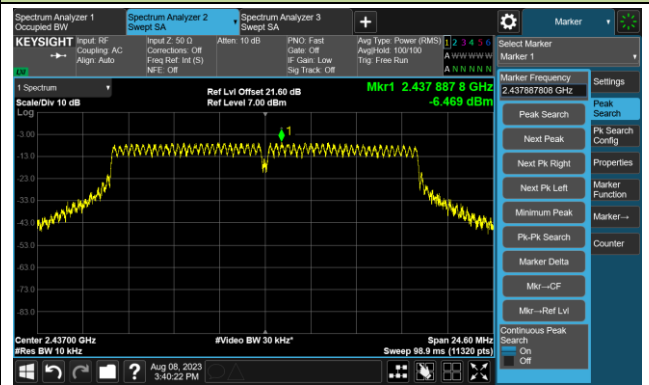 Spectrum Analyzer 1
Occupied BW
Spectrum Analyzer 2
Swept SA
Spectrum Analyzer 3
Swept SA
+
Marker
KEYSIGHT
Input: RF
Coupling: AC
Align: Auto
Input Z: 50 Ω
Corrections: Off
Freq Ref: Int (S)
NFE: Off
Atten: 10 dB
PNO: Fast
Gate: Off
IF Gain: Low
Sig Track: Off
Avg Type: Power (RMS)
Avg|Hold: 100/100
Trig: Free Run
1 2 3 4 5 6
A W W W W W
A N N N N N
Select Marker
Marker 1
1 Spectrum
Scale/Div 10 dB
Ref Lvl Offset 21.60 dB
Ref Level 7.00 dBm
Mkr1 2.437 887 8 GHz
-6.469 dBm
Log
1
-3.00
-13.0
-23.0
-33.0
-43.0
-53.0
-63.0
-73.0
-83.0
Center 2.43700 GHz
#Res BW 10 kHz
#Video BW 30 kHz*
Span 24.60 MHz
Sweep 98.9 ms (11320 pts)
Marker Frequency
2.437887808 GHz
Peak Search
Next Peak
Next Pk Right
Next Pk Left
Minimum Peak
Pk-Pk Search
Marker Delta
Mkr→CF
Mkr→Ref Lvl
Continuous Peak
Search
On
Off
Settings
Peak
Search
Pk Search
Config
Properties
Marker
Function
Marker→
Counter
?
Aug 08, 2023
3:40:22 PM